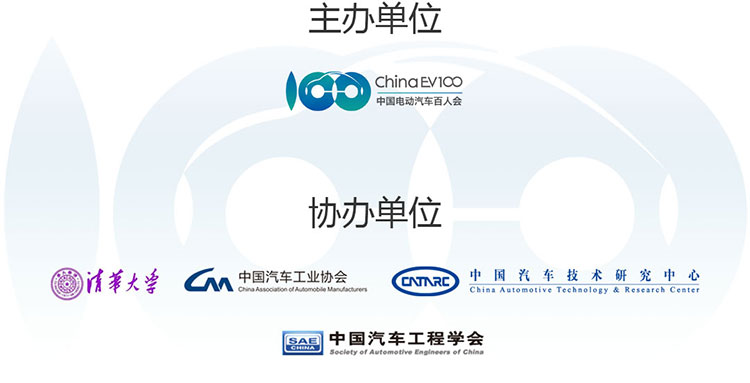 主办单位
100 China EV100
中国电动汽车百人会
协办单位
清华大学
CAAM 中国汽车工业协会
China Association of Automobile Manufacturers
CATARC 中国汽车技术研究中心
China Automotive Technology & Research Center
SAE CHINA 中国汽车工程学会
Society of Automotive Engineers of China